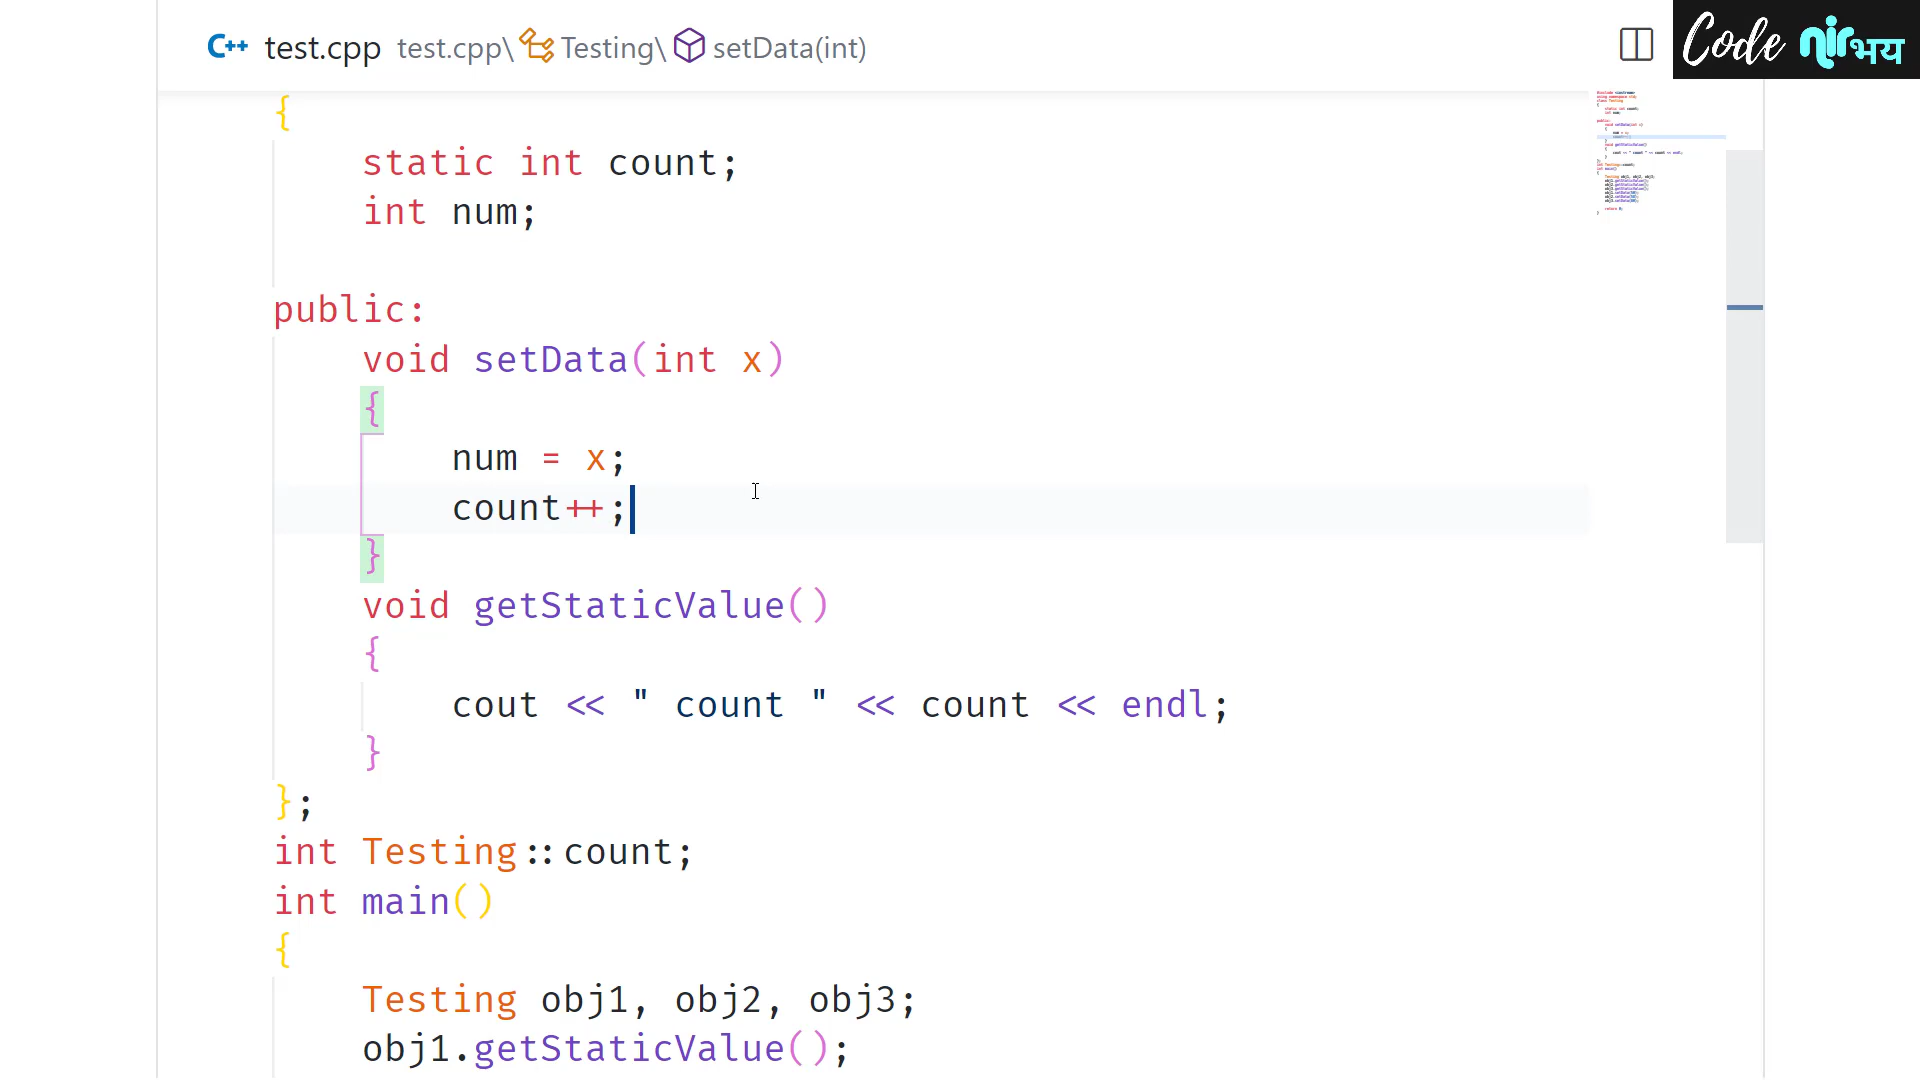 C++ test.cpp test.cpp\ Testing\ setData(int)
Code nirभय
{
static int count;
int num;
public:
void setData(int x)
{
num = x;
count++;
}
void getStaticValue()
{
cout << " count " << count << endl;
}
};
int Testing::count;
int main()
{
Testing obj1, obj2, obj3;
obj1.getStaticValue();